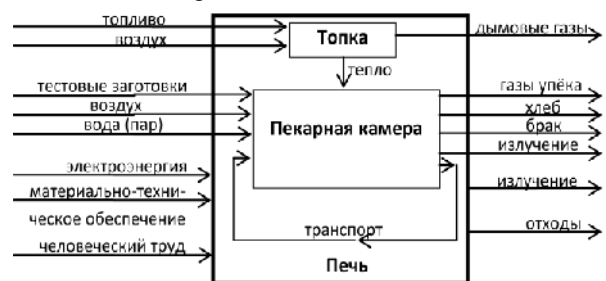 топливо
воздух
Топка
дымовые газы
тепло
тестовые заготовки
воздух
вода (пар)
Пекарная камера
газы упёка
хлеб
брак
излучение
электроэнергия
материально-техни-
ческое обеспечение
человеческий труд
излучение
отходы
транспорт
Печь